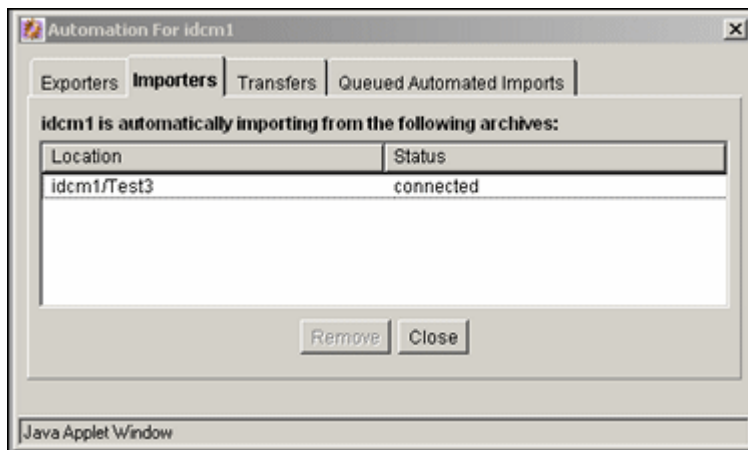 Automation For idcm1
Exporters Importers Transfers Queued Automated Imports
idcm1 is automatically importing from the following archives:
Location Status
idcm1/Test3 connected
Remove Close
Java Applet Window